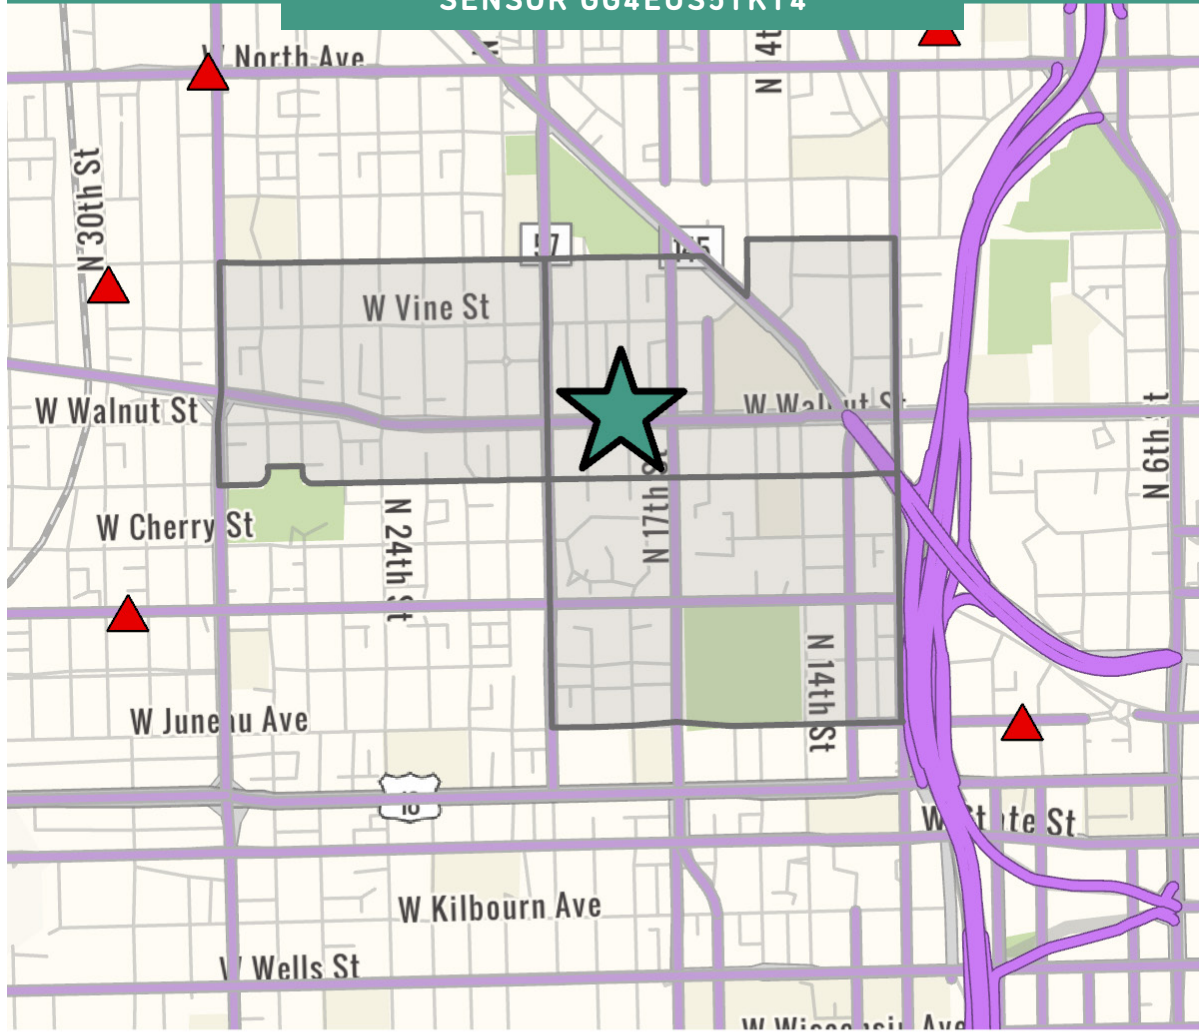 W North Ave
N 30th St
57
145
W Vine St
W Walnut St
W Walnut St
N 6th St
N 17th St
W Cherry St
N 24th St
N 14th St
W Juneau Ave
18
W State St
W Kilbourn Ave
W Wells St